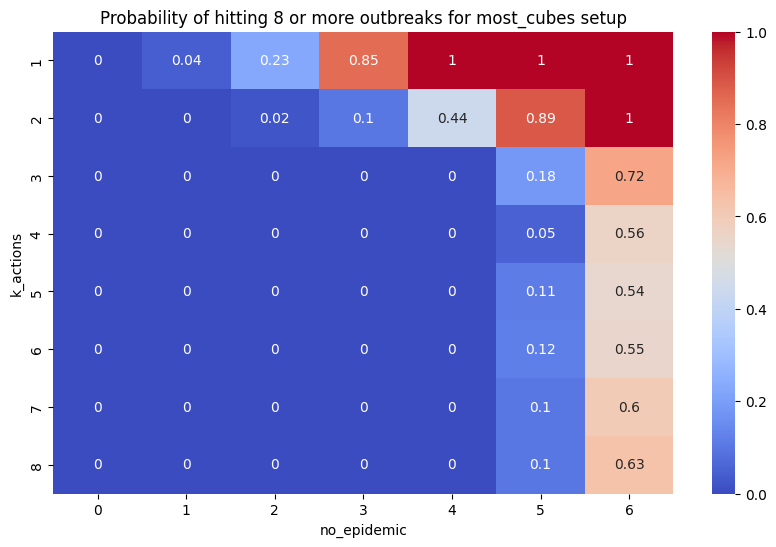 Probability of hitting 8 or more outbreaks for most_cubes setup
k_actions
1 0 0.04 0.23 0.85 1 1 1
2 0 0 0.02 0.1 0.44 0.89 1
3 0 0 0 0 0 0.18 0.72
4 0 0 0 0 0 0.05 0.56
5 0 0 0 0 0 0.11 0.54
6 0 0 0 0 0 0.12 0.55
7 0 0 0 0 0 0.1 0.6
8 0 0 0 0 0 0.1 0.63
0 1 2 3 4 5 6
no_epidemic
1.0
0.8
0.6
0.4
0.2
0.0